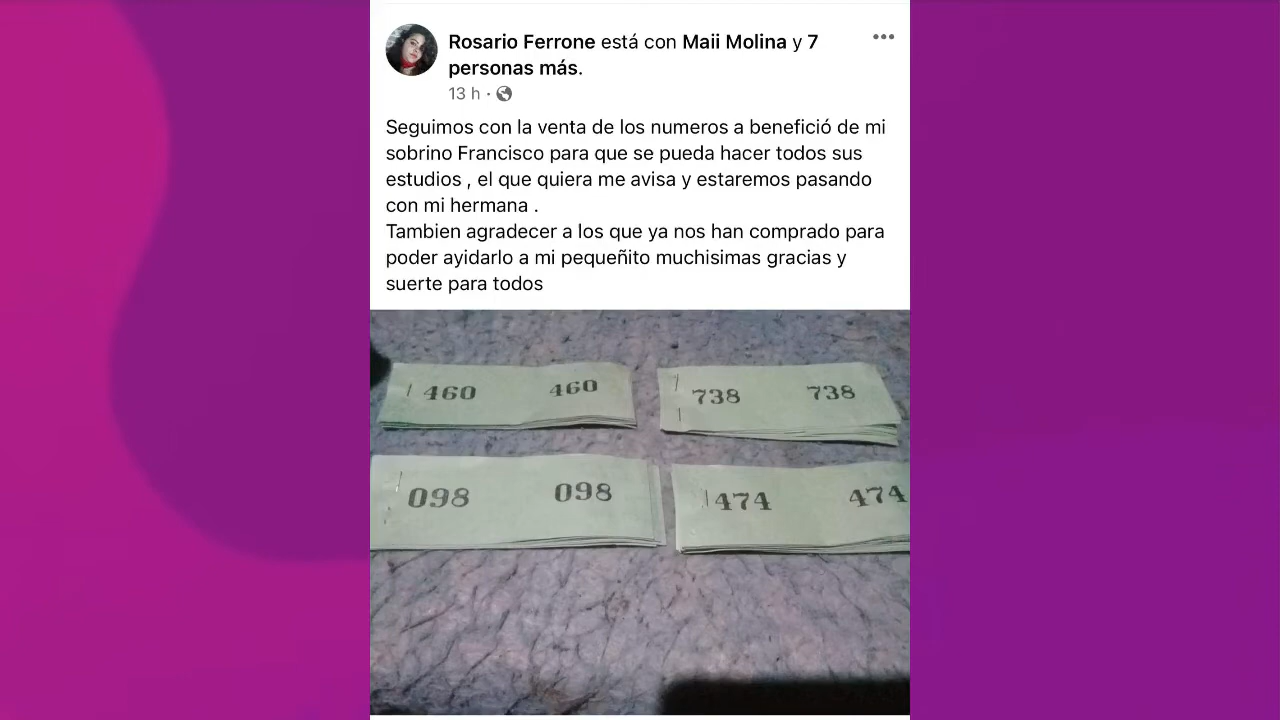 Rosario Ferrone está con Maii Molina y 7
personas más.
13 h ·
Seguimos con la venta de los numeros a benefició de mi
sobrino Francisco para que se pueda hacer todos sus
estudios , el que quiera me avisa y estaremos pasando
con mi hermana .
Tambien agradecer a los que ya nos han comprado para
poder ayidarlo a mi pequeñito muchisimas gracias y
suerte para todos
460 460
738 738
098 098
474 474